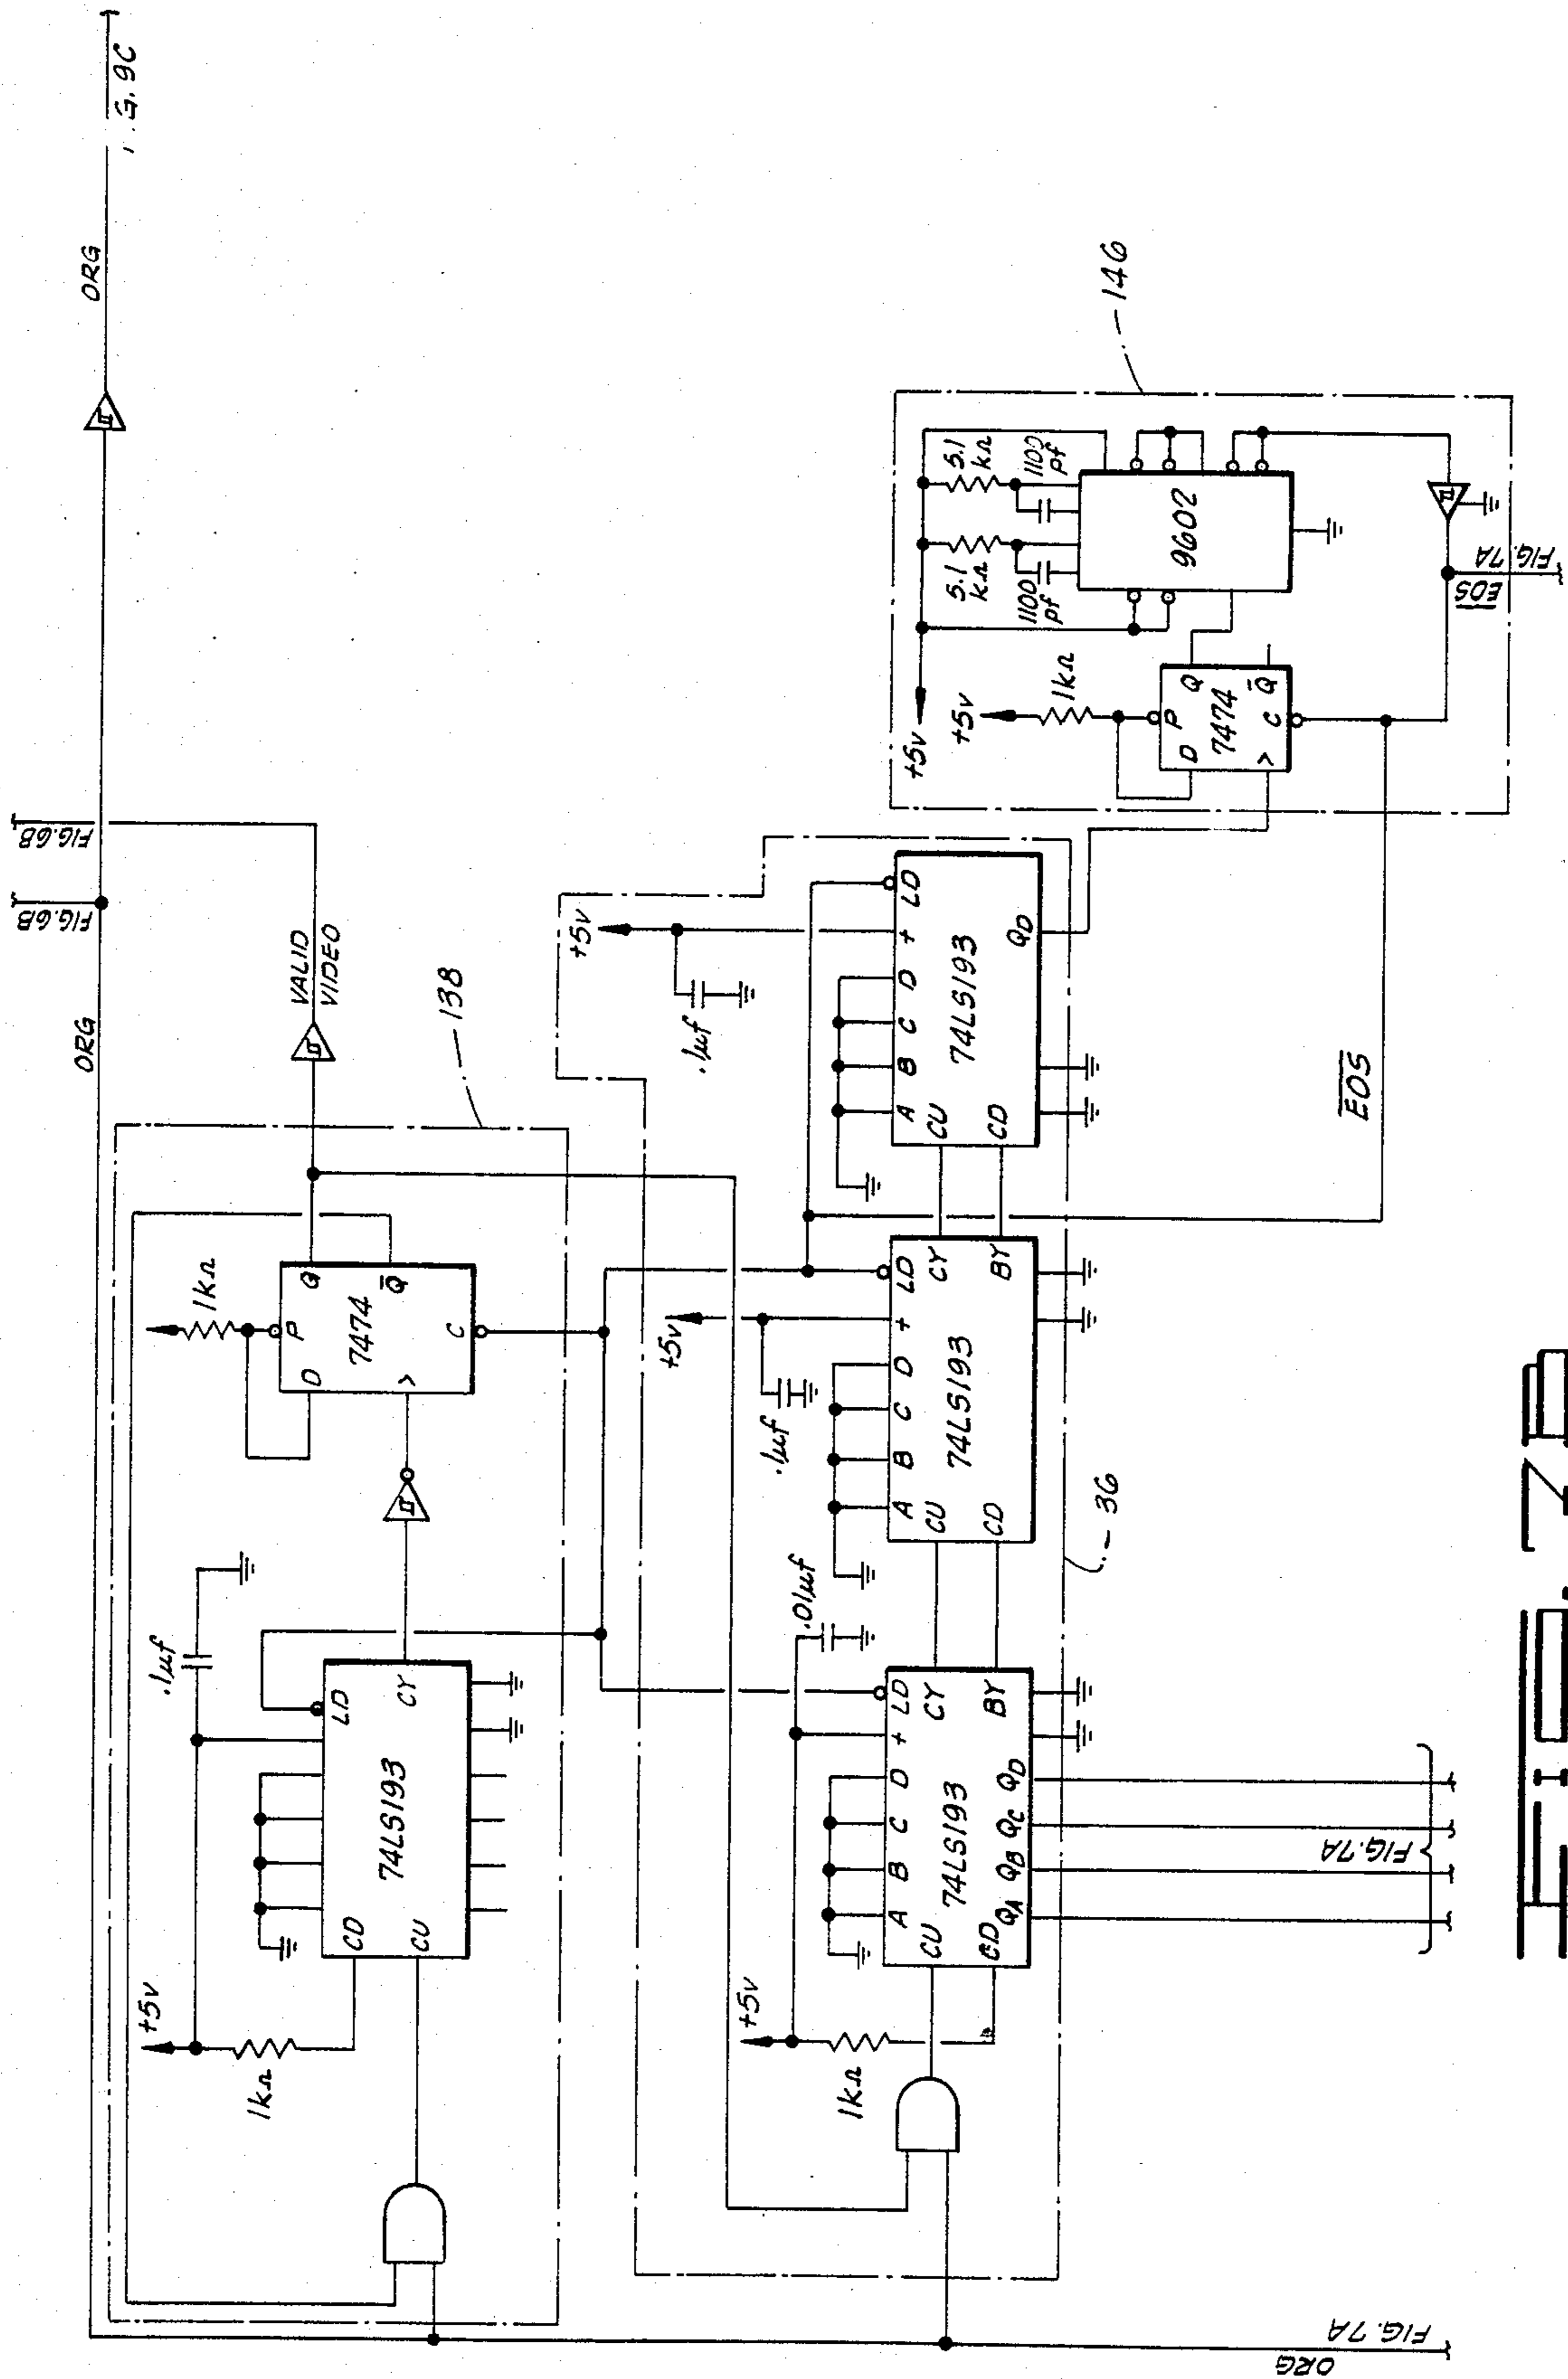 ORG
FIG. 7A
ORG
FIG. 6B
FIG. 6B
ORG
.G. 9C
VALID
VIDEO
138
+5v
1kΩ
.1µf
CD
CU
74LS193
LD
CY
1kΩ
D
P
7474
Q
Q̅
C
+5v
1kΩ
.01µf
A
B
C
D
+
LD
CU
CD
74LS193
CY
BY
QA
QB
QC
QD
FIG. 7A
+5v
.1µf
A
B
C
D
+
LD
CU
CD
74LS193
CY
BY
36
+5v
.1µf
A
B
C
D
+
LD
CU
CD
74LS193
QD
E̅O̅S̅
146
+5v
+5v
1kΩ
D
P
7474
Q
Q̅
C
5.1
kΩ
1100
pf
5.1
kΩ
1100
pf
9602
E̅O̅S̅
FIG. 7A